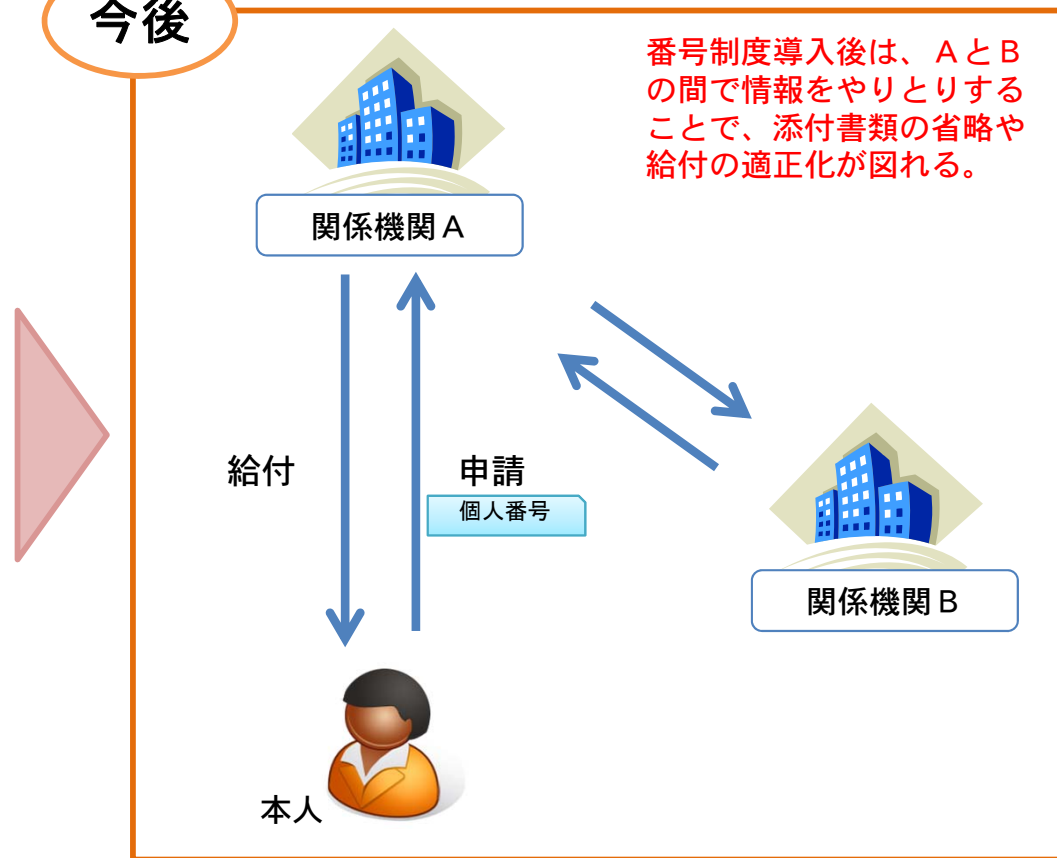 今後
番号制度導入後は、AとB
の間で情報をやりとりする
ことで、添付書類の省略や
給付の適正化が図れる。
関係機関A
給付
申請
個人番号
関係機関B
本人